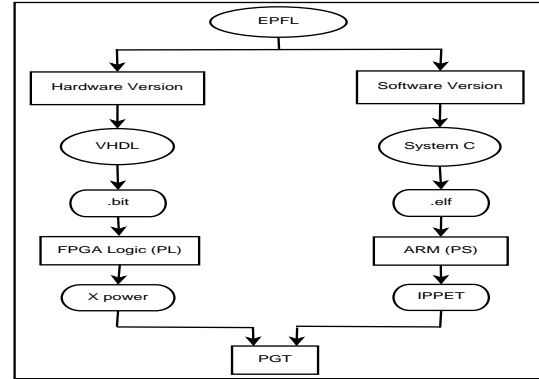 EPFL
Hardware Version
Software Version
VHDL
System C
.bit
.elf
FPGA Logic (PL)
ARM (PS)
X power
IPPET
PGT